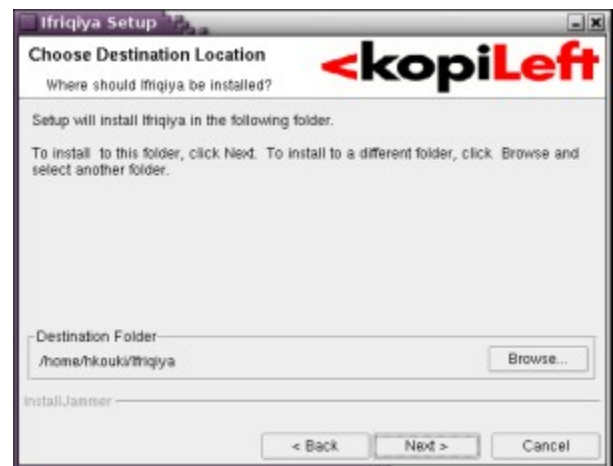 Ifriqiya Setup
Choose Destination Location
Where should Ifriqiya be installed?
<kopiLeft
Setup will install Ifriqiya in the following folder.
To install to this folder, click Next. To install to a different folder, click Browse and
select another folder.
Destination Folder
/home/hkouki/Ifriqiya
Browse...
InstallJammer
< Back
Next >
Cancel